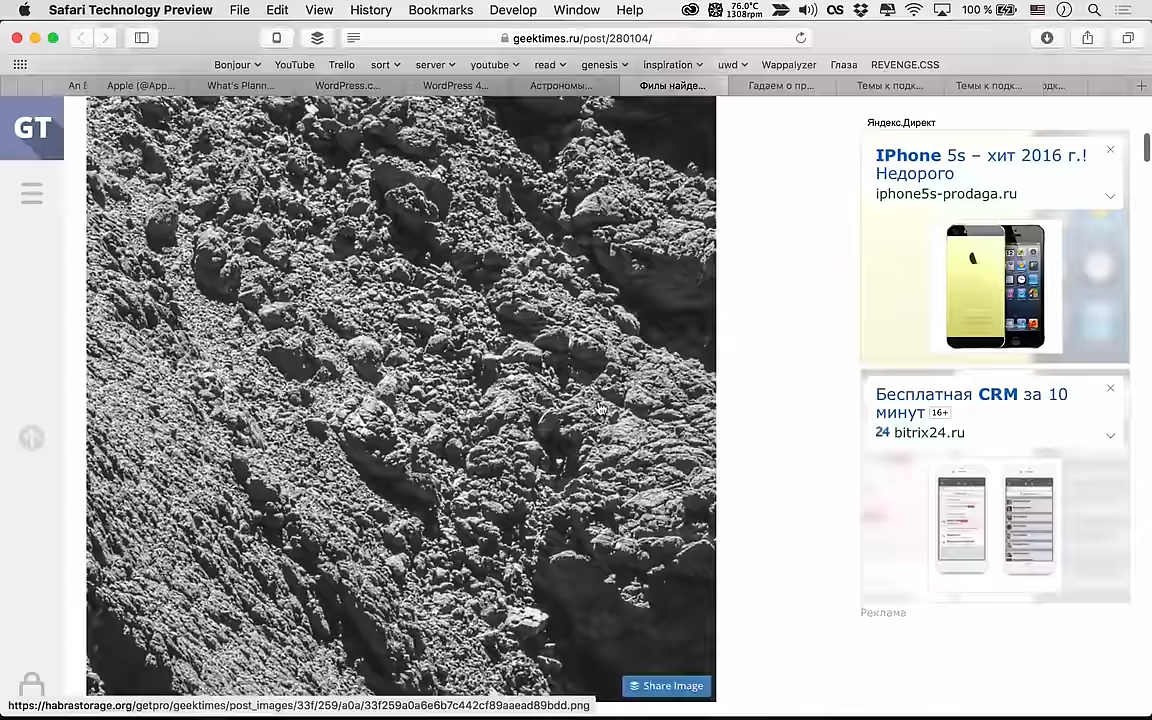 Safari Technology Preview File Edit View History Bookmarks Develop Window Help 76.0°C 1308rpm 100 %
geektimes.ru/post/280104/
Bonjour YouTube Trello sort server youtube read genesis inspiration uwd Wappalyzer Глаза REVENGE.CSS
An E Apple (@App... What's Plann... WordPress.c... WordPress 4... Астрономы... Филы найде... Гадаем о пр... Темы к подк... Темы к подк... одк...
GT
Яндекс.Директ
IPhone 5s – хит 2016 г.!
Недорого
iphone5s-prodaga.ru
Бесплатная CRM за 10
минут 16+
24 bitrix24.ru
Реклама
Share Image
https://habrastorage.org/getpro/geektimes/post_images/33f/259/a0a/33f259a0a6e6b7c442cf89aaead89bdd.png